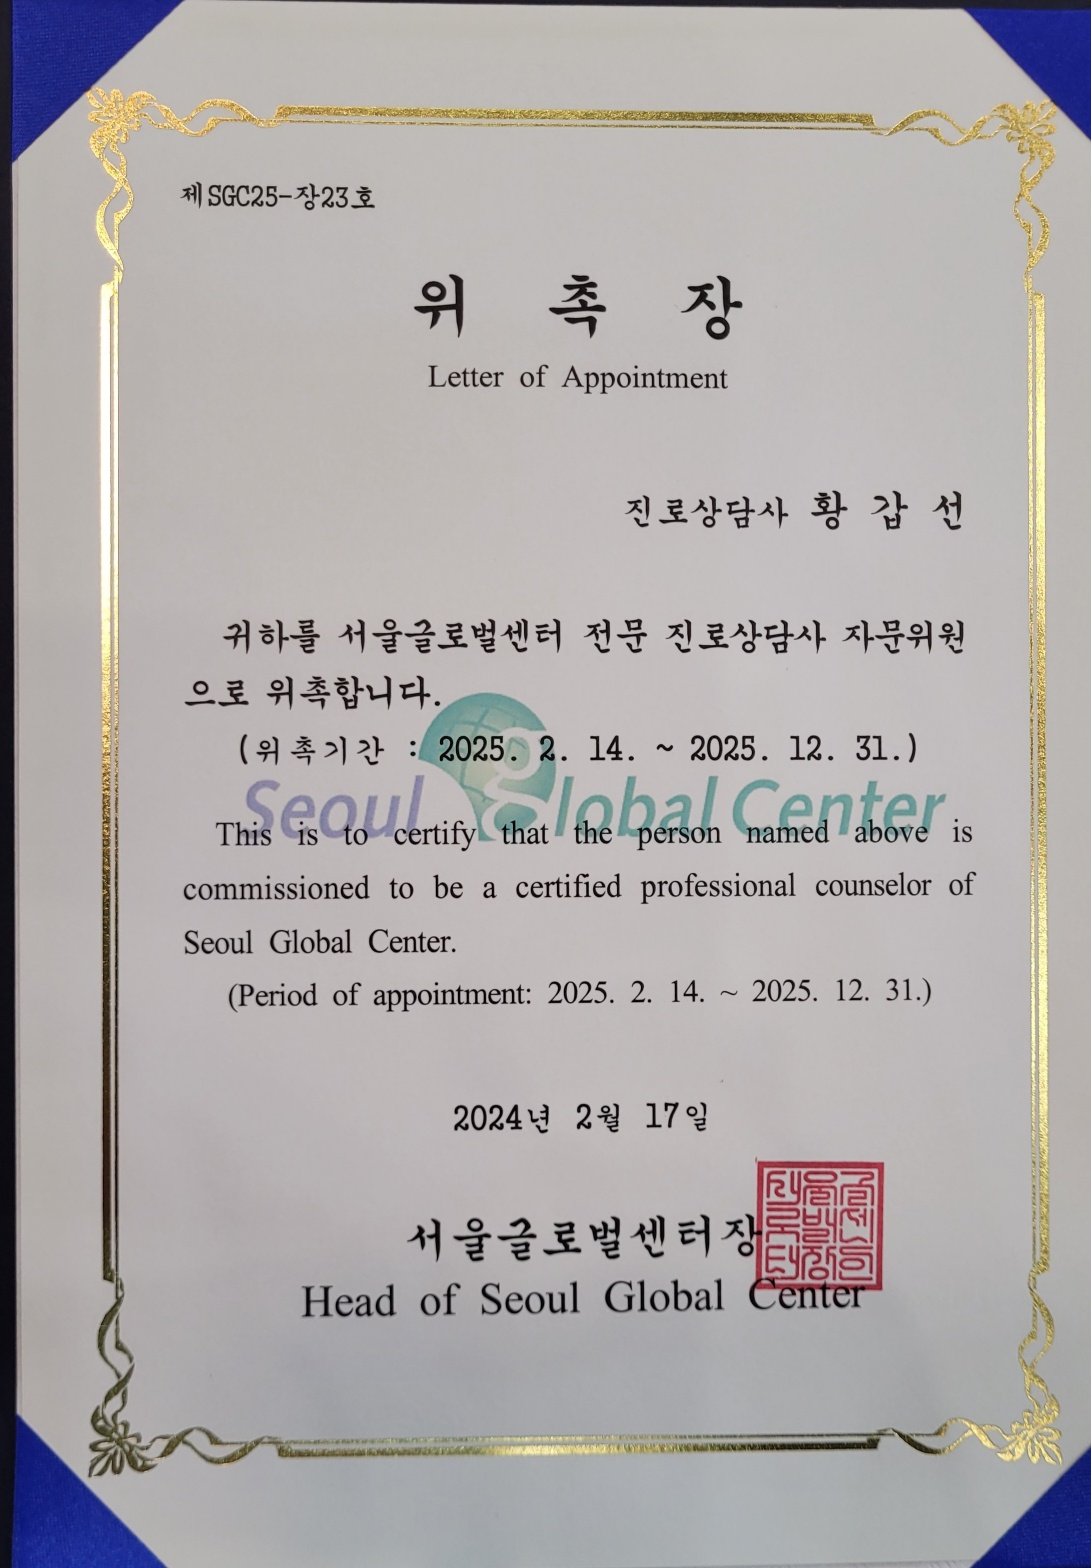 제SGC25-장23호
위 촉 장
Letter of Appointment
진로상담사 황 갑 선
귀하를 서울글로벌센터 전문 진로상담사 자문위원
으로 위촉합니다.
(위촉기간 : 2025. 2. 14. ~ 2025. 12. 31.)
Seoul Global Center
This is to certify that the person named above is
commissioned to be a certified professional counselor of
Seoul Global Center.
(Period of appointment: 2025. 2. 14. ~ 2025. 12. 31.)
2024년 2월 17일
서울글로벌센터장
Head of Seoul Global Center